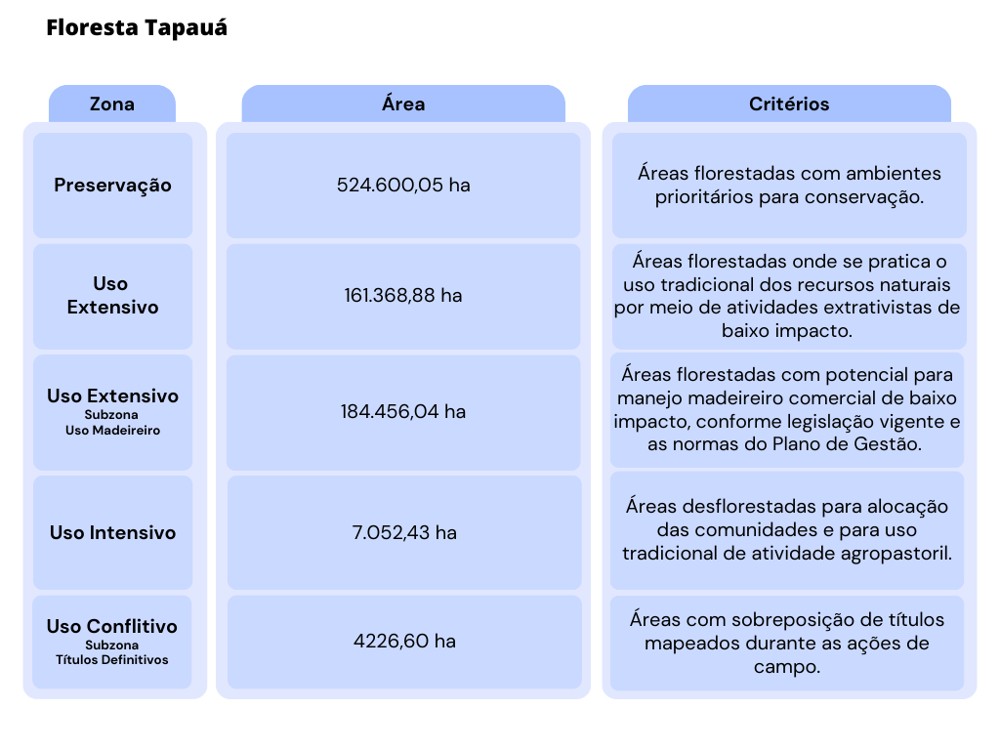 Floresta Tapauá
Zona
Área
Critérios
Preservação
524.600,05 ha
Áreas florestadas com ambientes
prioritários para conservação.
Uso
Extensivo
161.368,88 ha
Áreas florestadas onde se pratica o
uso tradicional dos recursos naturais
por meio de atividades extrativistas de
baixo impacto.
Uso Extensivo
Subzona
Uso Madeireiro
184.456,04 ha
Áreas florestadas com potencial para
manejo madeireiro comercial de baixo
impacto, conforme legislação vigente e
as normas do Plano de Gestão.
Uso Intensivo
7.052,43 ha
Áreas desflorestadas para alocação
das comunidades e para uso
tradicional de atividade agropastoril.
Uso Conflitivo
Subzona
Títulos Definitivos
4226,60 ha
Áreas com sobreposição de títulos
mapeados durante as ações de
campo.